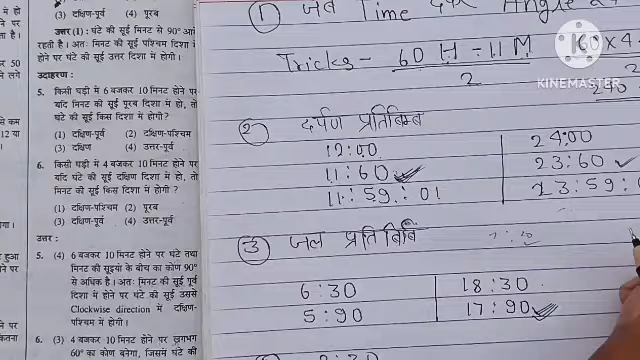 (3) दक्षिण-पूर्व (4) पूरब
उत्तर (1) : घंटे की सूई मिनट से 90° आगे
रहती है। अतः मिनट की सूई पश्चिम दिशा में
होने पर घंटे की सूई उत्तर दिशा में होगी।
उदाहरण :
5. किसी घड़ी में 6 बजकर 10 मिनट होने पर
यदि मिनट की सूई पूरब दिशा में हो, तो
घंटे की सूई किस दिशा में होगी?
(1) दक्षिण-पूर्व (2) दक्षिण-पश्चिम
(3) दक्षिण (4) उत्तर-पूर्व
6. किसी घड़ी में 4 बजकर 10 मिनट होने पर
यदि घंटे की सूई दक्षिण दिशा में हो, तो
मिनट की सूई किस दिशा में होगी?
(1) दक्षिण-पश्चिम (2) पूरब
(3) दक्षिण-पूर्व (4) उत्तर-पूर्व
उत्तर :
5. (4) 6 बजकर 10 मिनट होने पर घंटे तथा
मिनट की सूइयों के बीच का कोण 90°
से अधिक है। अतः मिनट की सूई पूर्व
दिशा में होने पर घंटे की सूई उससे
Clockwise direction में दक्षिण-
पश्चिम में होगी।
6. (3) 4 बजकर 10 मिनट होने पर लगभग
60° का कोण बनेगा, जिसमें घंटे की
① जब Time देकर Angle
Tricks - 60 H - 11 M
2
KINEMASTER
② दर्पण प्रतिबिम्ब
12:00 24:00
11:60 23:60
11:59:01 23:59:
③ जल प्रतिबिंब
6:30 18:30
5:90 17:90